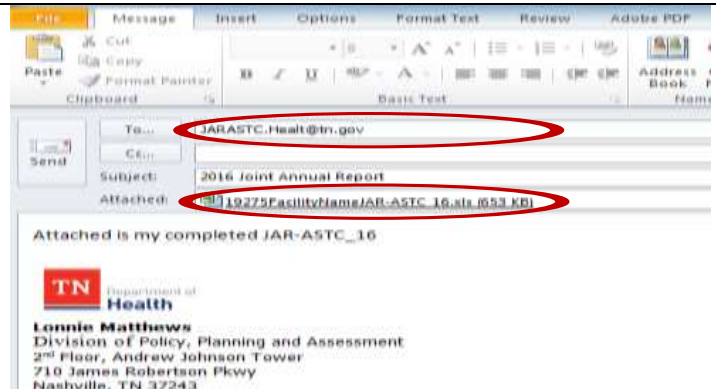 File Message Insert Options Format Text Review Adobe PDF
Cut
Copy
Paste Format Painter
B I U A
Address
Book
Clipboard Basic Text Nam
To... JARASTC.Healt@tn.gov
Send Cc...
Subject: 2016 Joint Annual Report
Attached: 19275FacilityNameJAR-ASTC_16.xls (653 KB)
Attached is my completed JAR-ASTC_16
TN Department of
Health
Lonnie Matthews
Division of Policy, Planning and Assessment
2nd Floor, Andrew Johnson Tower
710 James Robertson Pkwy
Nashville, TN 37243